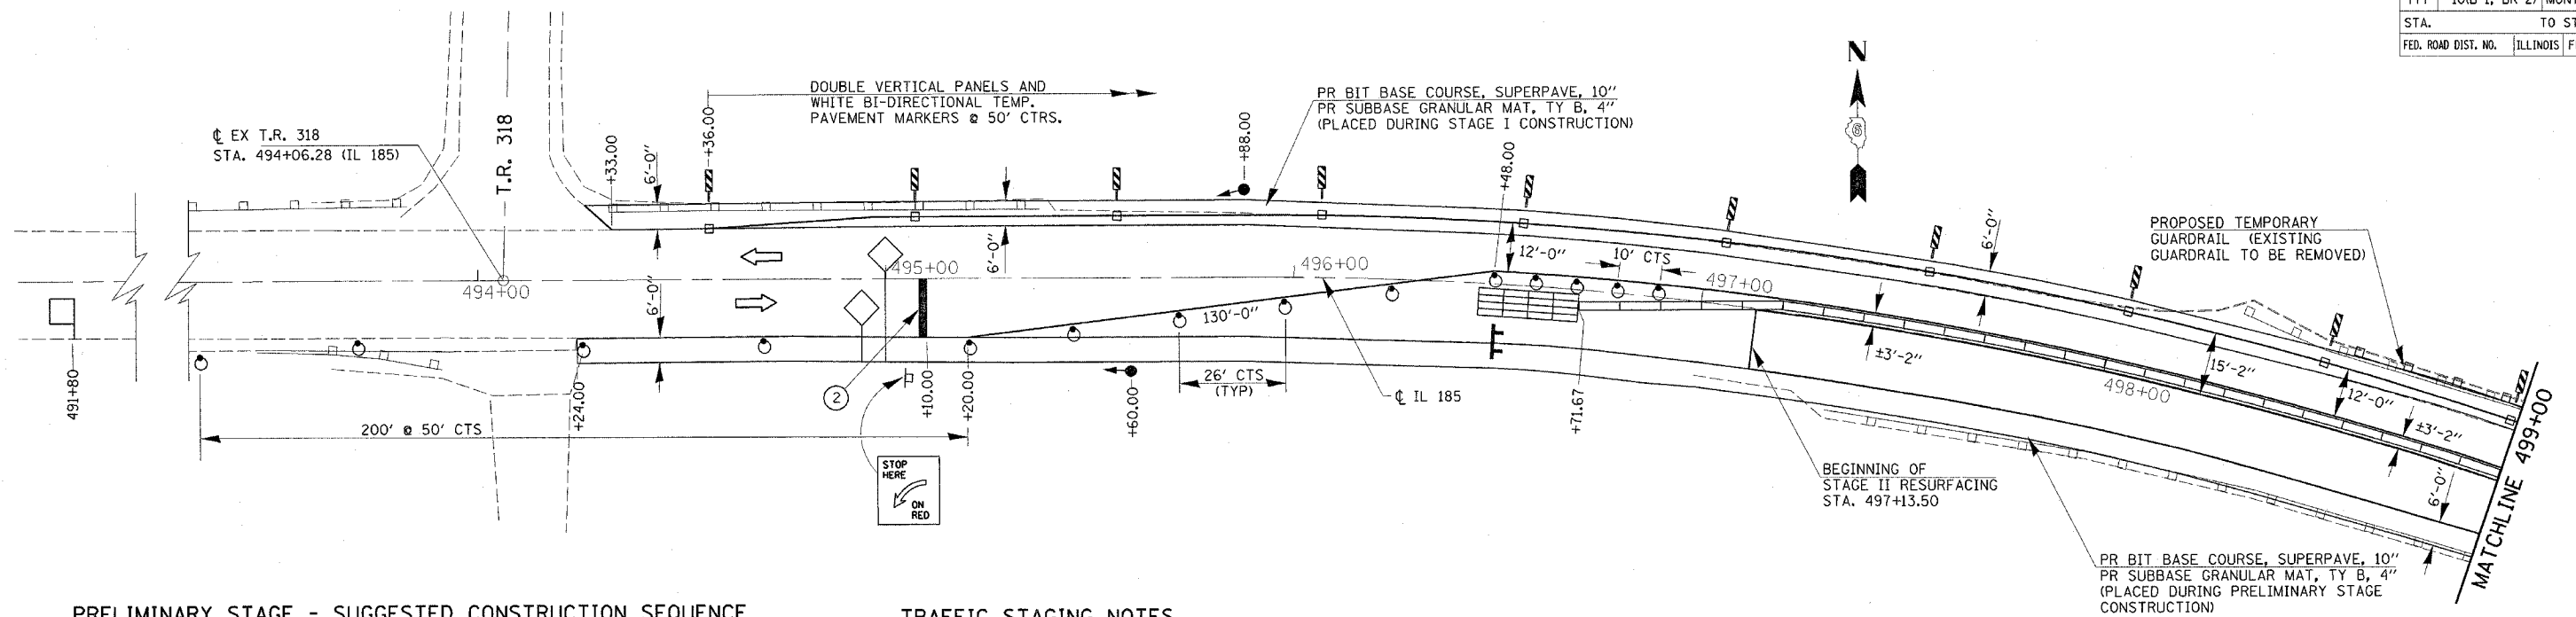 STA. TO ST
FED. ROAD DIST. NO. ILLINOIS F
N
DOUBLE VERTICAL PANELS AND
WHITE BI-DIRECTIONAL TEMP.
PAVEMENT MARKERS @ 50' CTRS.
PR BIT BASE COURSE, SUPERPAVE, 10"
PR SUBBASE GRANULAR MAT, TY B, 4"
(PLACED DURING STAGE I CONSTRUCTION)
℄ EX T.R. 318
STA. 494+06.28 (IL 185)
T.R. 318
+33.00
6'-0"
+36.00
+88.00
+48.00
6'-0"
12'-0"
10' CTS
6'-0"
PROPOSED TEMPORARY
GUARDRAIL (EXISTING
GUARDRAIL TO BE REMOVED)
494+00
495+00
496+00
497+00
498+00
6'-0"
130'-0"
±3'-2"
15'-2"
12'-0"
±3'-2"
6'-0"
491+80
200' @ 50' CTS
+24.00
2
+10.00
+20.00
+60.00
26' CTS
(TYP)
℄ IL 185
+71.67
STOP
HERE
ON
RED
BEGINNING OF
STAGE II RESURFACING
STA. 497+13.50
MATCHLINE 499+00
PR BIT BASE COURSE, SUPERPAVE, 10"
PR SUBBASE GRANULAR MAT, TY B, 4"
(PLACED DURING PRELIMINARY STAGE
CONSTRUCTION)
PRELIMINARY STAGE - SUGGESTED CONSTRUCTION SEQUENCE
TRAFFIC STAGING NOTES